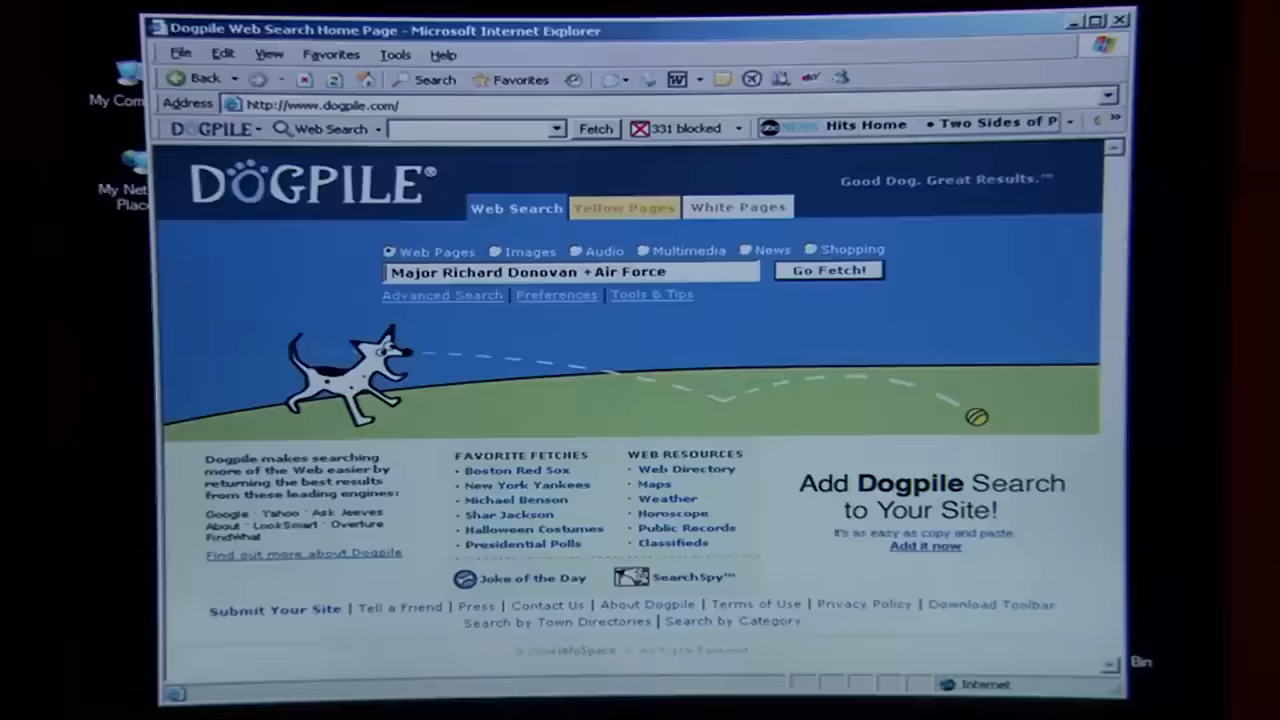 Dogpile Web Search Home Page - Microsoft Internet Explorer
File Edit View Favorites Tools Help
My Com
Back Search Favorites W
Address http://www.dogpile.com/
DOGPILE Web Search Fetch 331 blocked abc NEWS Hits Home • Two Sides of P
My Net
Place
DOGPILE® Good Dog. Great Results.™
Web Search Yellow Pages White Pages
Web Pages Images Audio Multimedia News Shopping
Major Richard Donovan + Air Force Go Fetch!
Advanced Search | Preferences | Tools & Tips
Dogpile makes searching
more of the Web easier by
returning the best results
from these leading engines:
Google · Yahoo · Ask Jeeves
About · LookSmart · Overture
FindWhat
Find out more about Dogpile
FAVORITE FETCHES
· Boston Red Sox
· New York Yankees
· Michael Benson
· Shar Jackson
· Halloween Costumes
· Presidential Polls
WEB RESOURCES
· Web Directory
· Maps
· Weather
· Horoscope
· Public Records
· Classifieds
Add Dogpile Search
to Your Site!
It's as easy as copy and paste.
Add it now
Joke of the Day SearchSpy™
Submit Your Site | Tell a Friend | Press | Contact Us | About Dogpile | Terms of Use | Privacy Policy | Download Toolbar
Search by Town Directories | Search by Category
InfoSpace All Rights Reserved
Bin
Internet